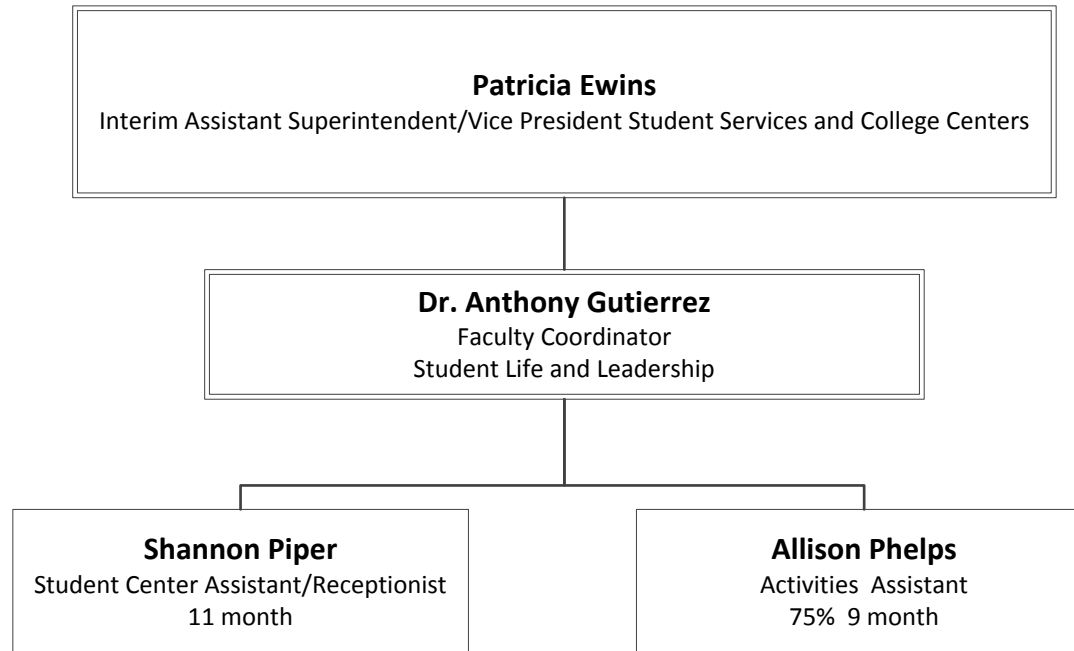 Patricia Ewins
Interim Assistant Superintendent/Vice President Student Services and College Centers
Dr. Anthony Gutierrez
Faculty Coordinator
Student Life and Leadership
Shannon Piper
Student Center Assistant/Receptionist
11 month
Allison Phelps
Activities  Assistant
75%  9 month